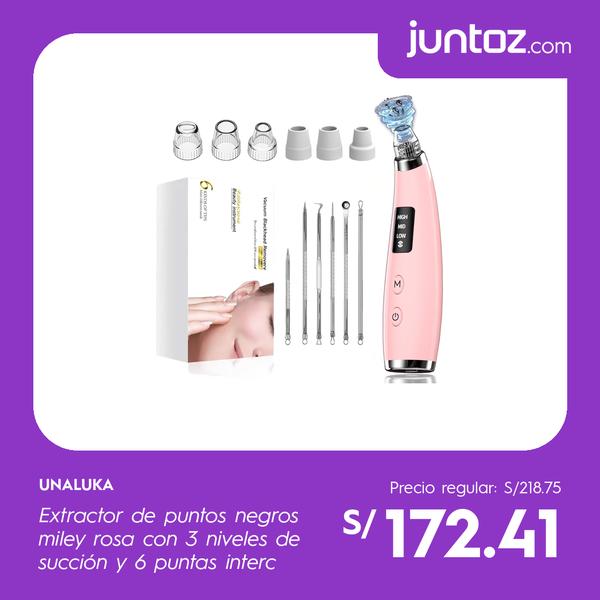 juntoz.com
6
Vacuum Blackhead Remover
Beauty instrument
HIGH
MID
LOW
M
UNALUKA
Extractor de puntos negros
miley rosa con 3 niveles de
succión y 6 puntas interc
Precio regular: S/218.75
S/ 172.41